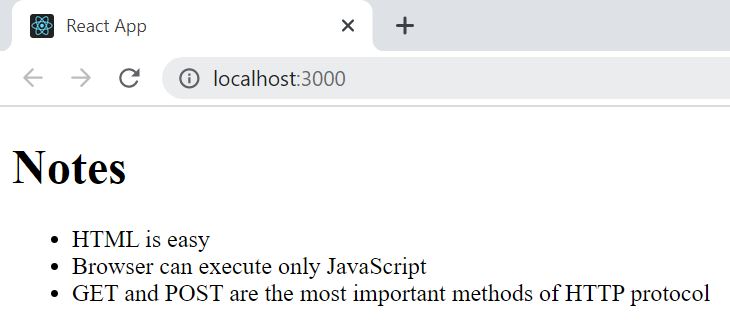 React App
localhost:3000
Notes
HTML is easy
Browser can execute only JavaScript
GET and POST are the most important methods of HTTP protocol